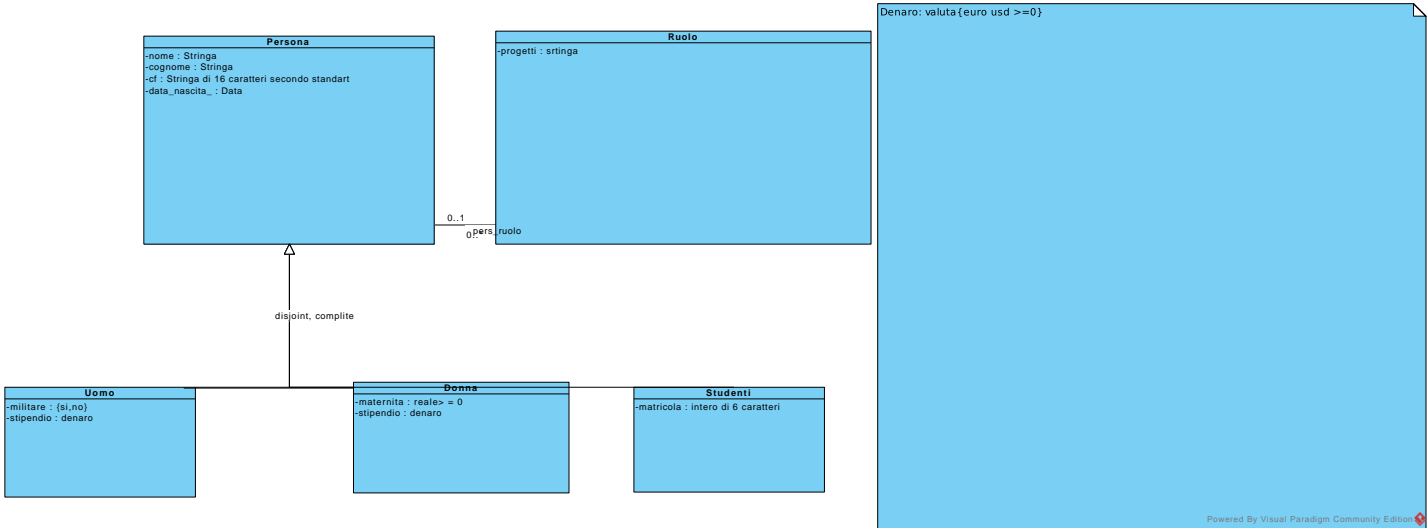 Denaro: valuta{euro usd >=0}
Persona
-nome : Stringa
-cognome : Stringa
-cf : Stringa di 16 caratteri secondo standart
-data_nascita_ : Data
Ruolo
-progetti : srtinga
0..1
0..*
pers_ruolo
disjoint, complite
Uomo
-militare : {si,no}
-stipendio : denaro
Donna
-maternita : reale> = 0
-stipendio : denaro
Studenti
-matricola : intero di 6 caratteri
Powered By Visual Paradigm Community Edition